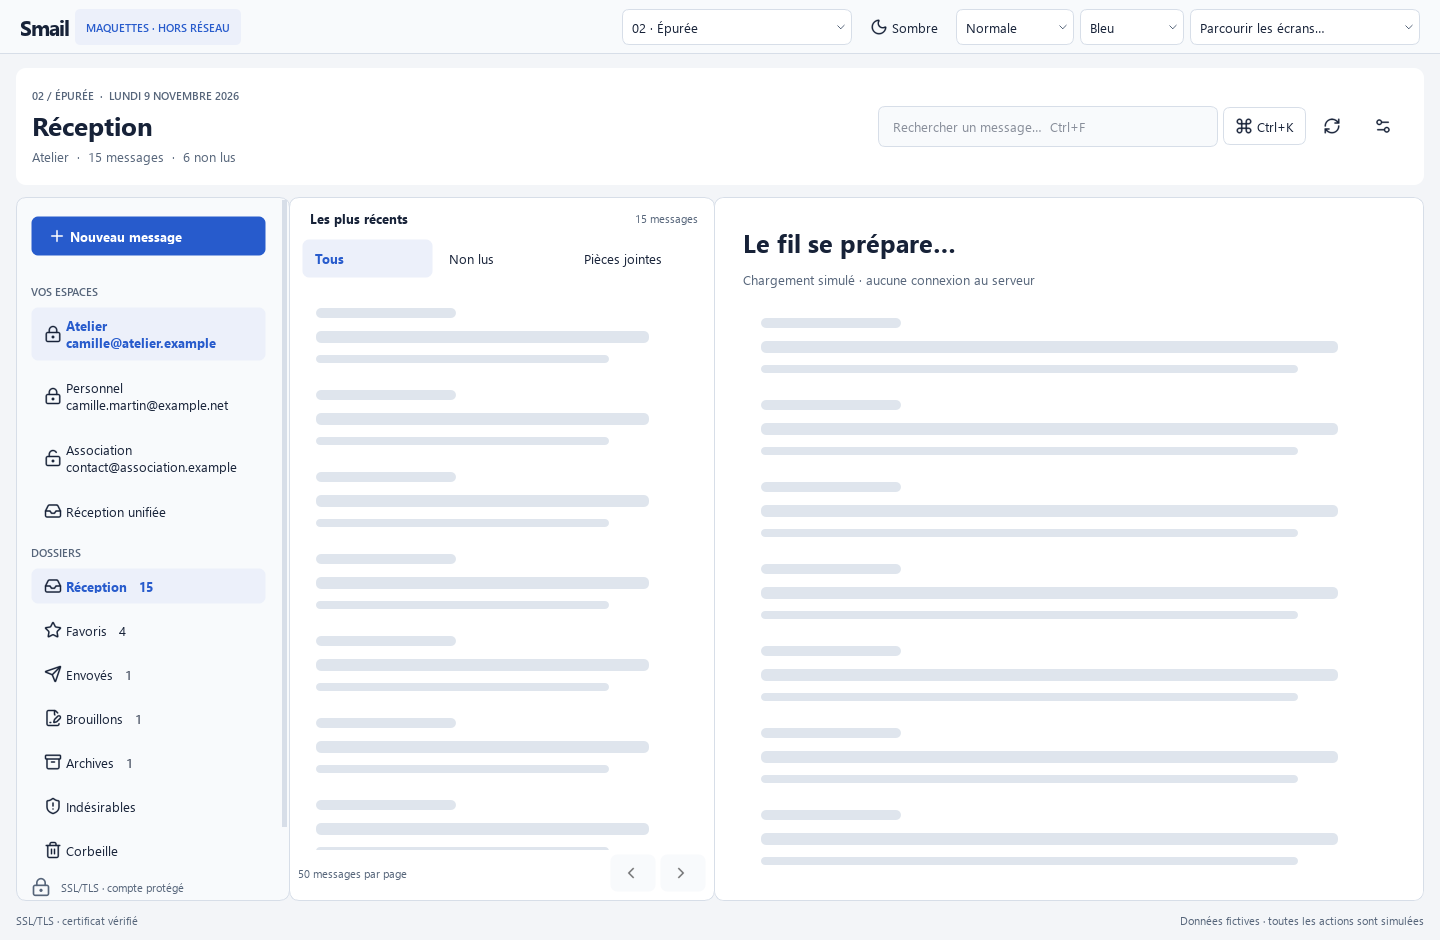 Smail
MAQUETTES · HORS RÉSEAU
02 · Épurée
Sombre
Normale
Bleu
Parcourir les écrans...
02 / ÉPURÉE · LUNDI 9 NOVEMBRE 2026
Réception
Atelier · 15 messages · 6 non lus
Rechercher un message... Ctrl+F
Ctrl+K
Nouveau message
VOS ESPACES
Atelier
camille@atelier.example
Personnel
camille.martin@example.net
Association
contact@association.example
Réception unifiée
DOSSIERS
Réception 15
Favoris 4
Envoyés 1
Brouillons 1
Archives 1
Indésirables
Corbeille
SSL/TLS · compte protégé
Les plus récents
15 messages
Tous
Non lus
Pièces jointes
50 messages par page
Le fil se prépare...
Chargement simulé · aucune connexion au serveur
SSL/TLS · certificat vérifié
Données fictives · toutes les actions sont simulées